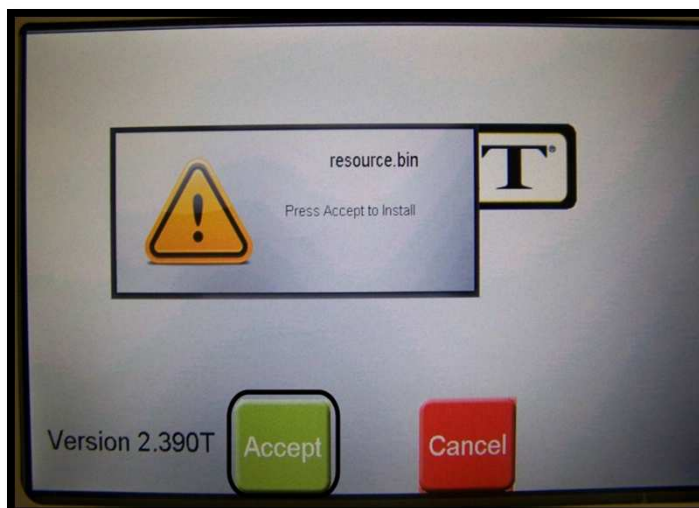 resource.bin
T®
Press Accept to Install
Version 2.390T
Accept
Cancel